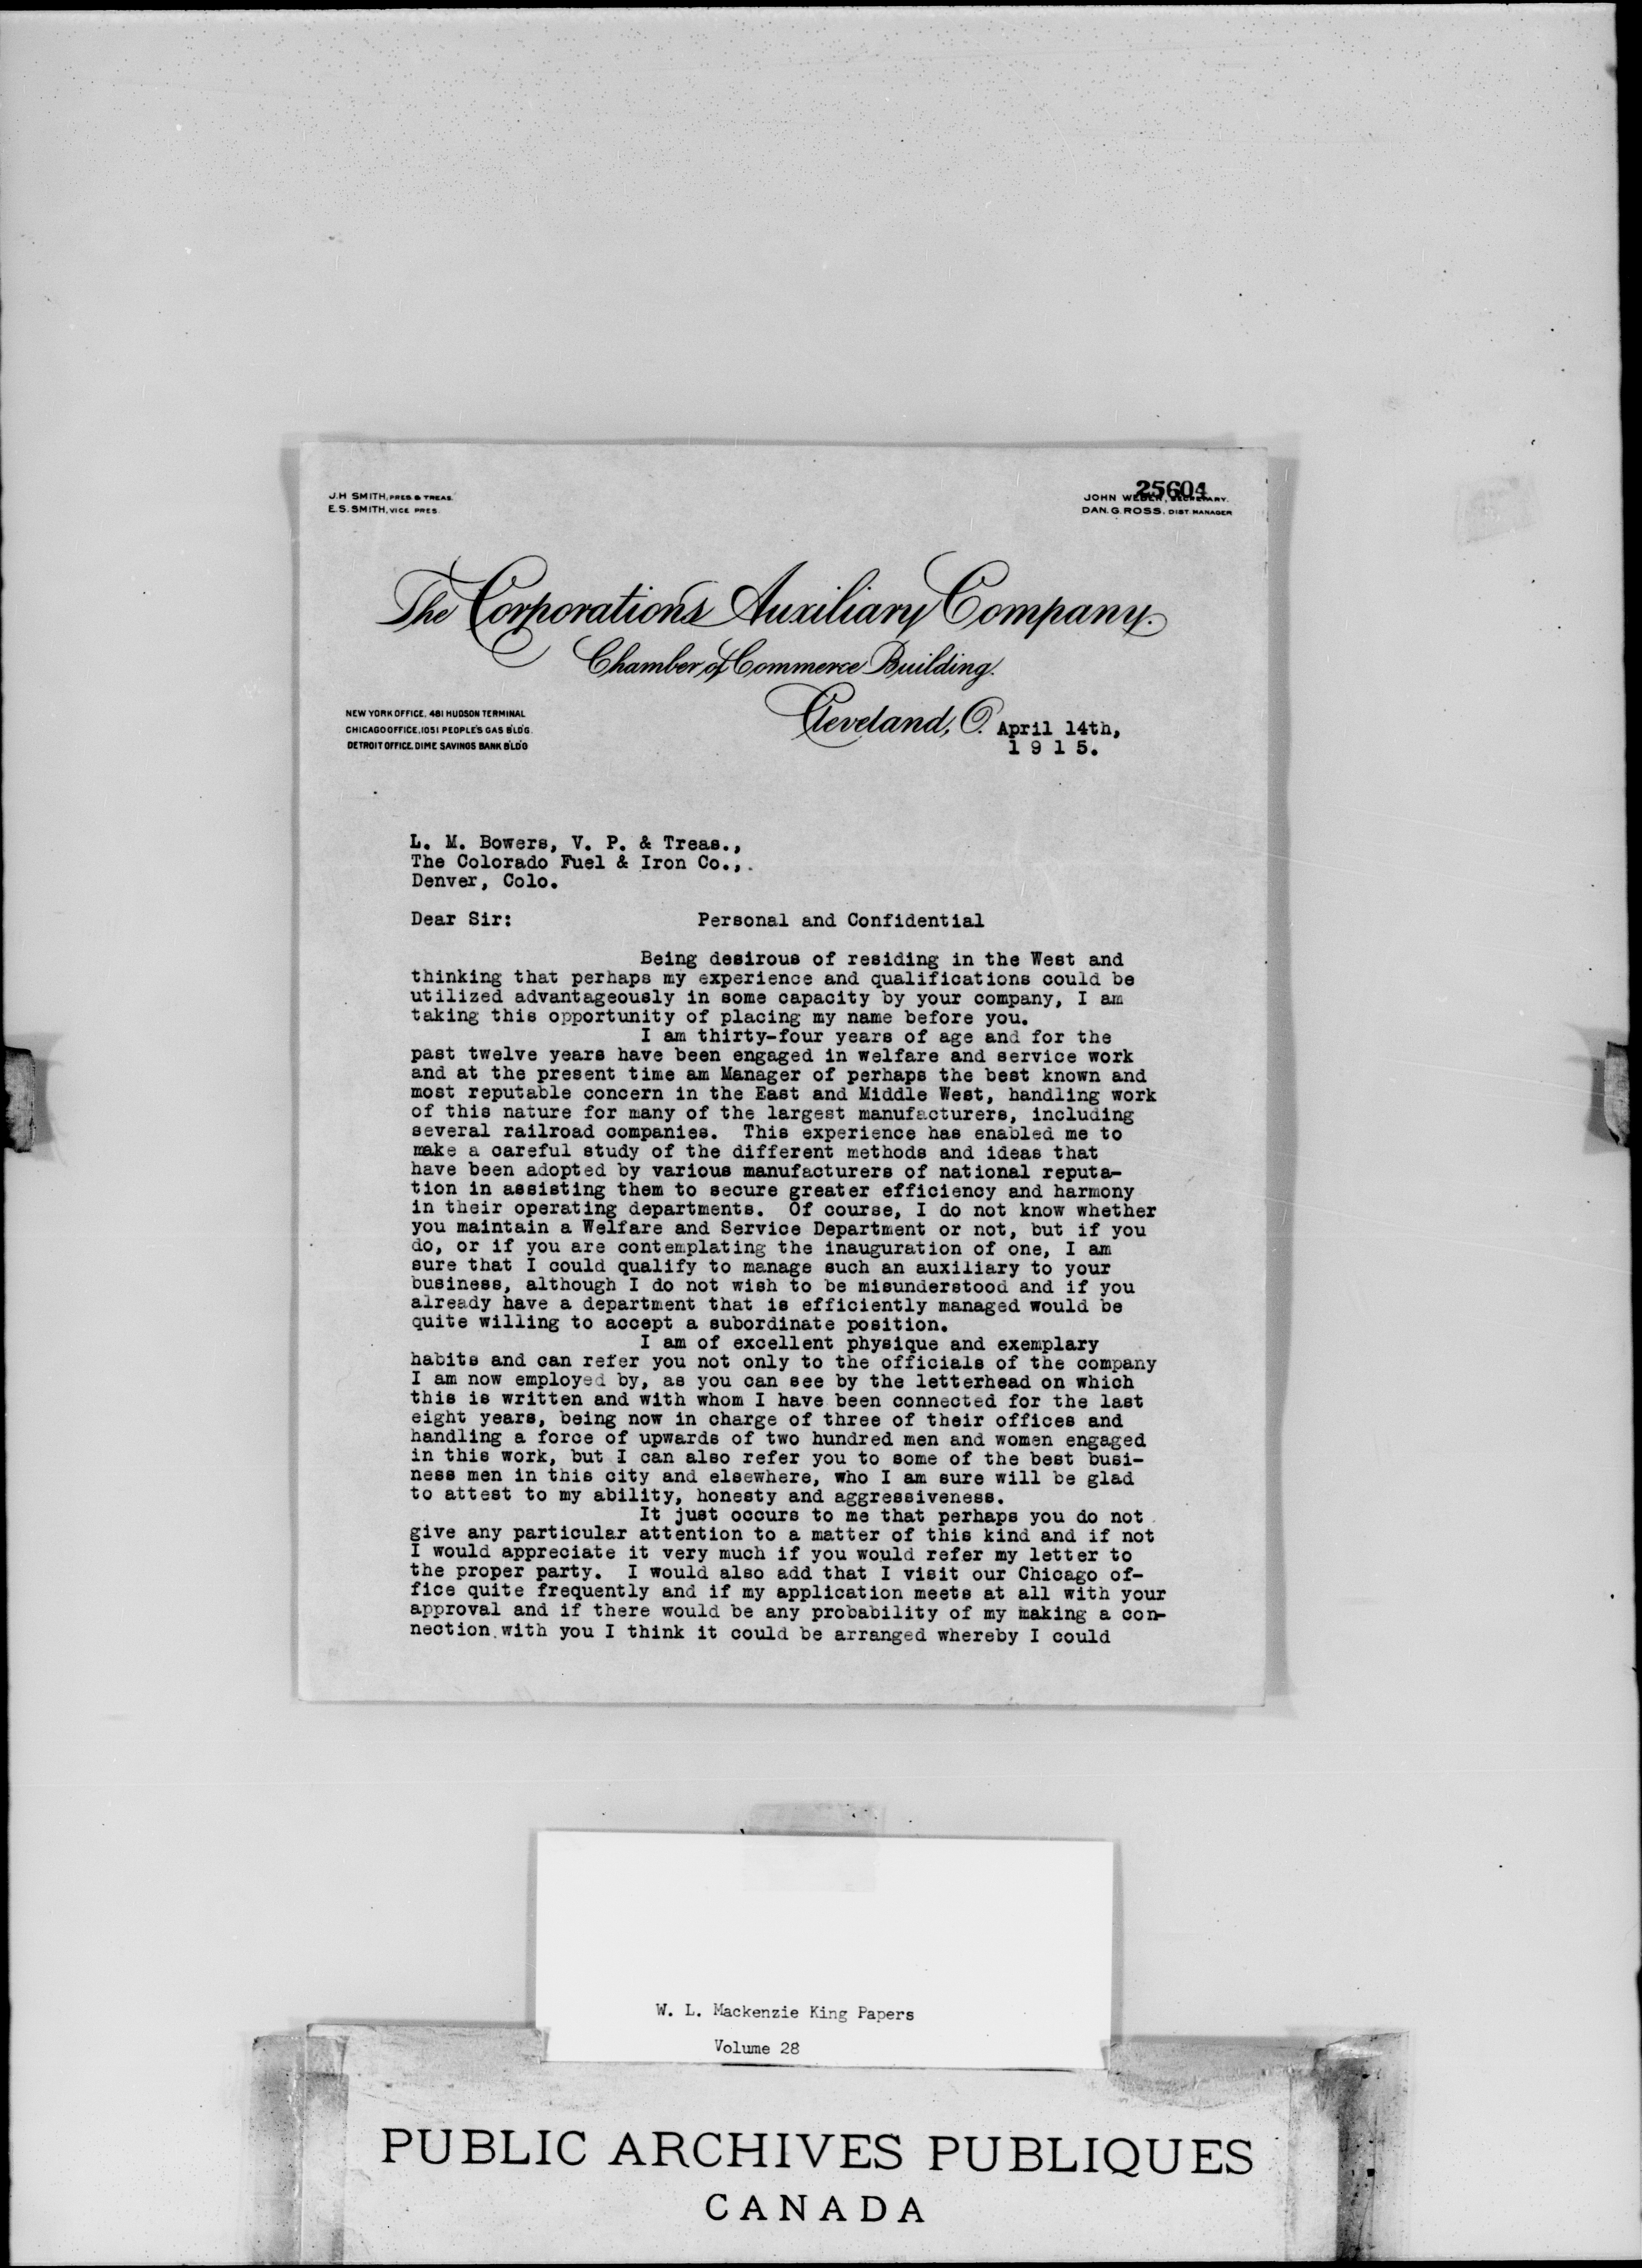 25604
J.H SMITH, PRES. & TREAS.
E.S. SMITH, VICE PRES.
JOHN WEBER, SECRETARY.
DAN. G. ROSS, DIST. MANAGER
The Corporations Auxiliary Company.
Chamber of Commerce Building.
NEW YORK OFFICE, 481 HUDSON TERMINAL
CHICAGO OFFICE, 1051 PEOPLE'S GAS BLD'G.
DETROIT OFFICE. DIME SAVINGS BANK BLD'G
Cleveland, O. April 14th,
1 9 1 5.
L. M. Bowers, V. P. & Treas.,
The Colorado Fuel & Iron Co.,.
Denver, Colo.
Dear Sir: Personal and Confidential
Being desirous of residing in the West and
thinking that perhaps my experience and qualifications could be
utilized advantageously in some capacity by your company, I am
taking this opportunity of placing my name before you.
I am thirty-four years of age and for the
past twelve years have been engaged in welfare and service work
and at the present time am Manager of perhaps the best known and
most reputable concern in the East and Middle West, handling work
of this nature for many of the largest manufacturers, including
several railroad companies. This experience has enabled me to
make a careful study of the different methods and ideas that
have been adopted by various manufacturers of national reputa-
tion in assisting them to secure greater efficiency and harmony
in their operating departments. Of course, I do not know whether
you maintain a Welfare and Service Department or not, but if you
do, or if you are contemplating the inauguration of one, I am
sure that I could qualify to manage such an auxiliary to your
business, although I do not wish to be misunderstood and if you
already have a department that is efficiently managed would be
quite willing to accept a subordinate position.
I am of excellent physique and exemplary
habits and can refer you not only to the officials of the company
I am now employed by, as you can see by the letterhead on which
this is written and with whom I have been connected for the last
eight years, being now in charge of three of their offices and
handling a force of upwards of two hundred men and women engaged
in this work, but I can also refer you to some of the best busi-
ness men in this city and elsewhere, who I am sure will be glad
to attest to my ability, honesty and aggressiveness.
It just occurs to me that perhaps you do not
give any particular attention to a matter of this kind and if not
I would appreciate it very much if you would refer my letter to
the proper party. I would also add that I visit our Chicago of-
fice quite frequently and if my application meets at all with your
approval and if there would be any probability of my making a con-
nection with you I think it could be arranged whereby I could
W. L. Mackenzie King Papers
Volume 28
PUBLIC ARCHIVES PUBLIQUES
CANADA